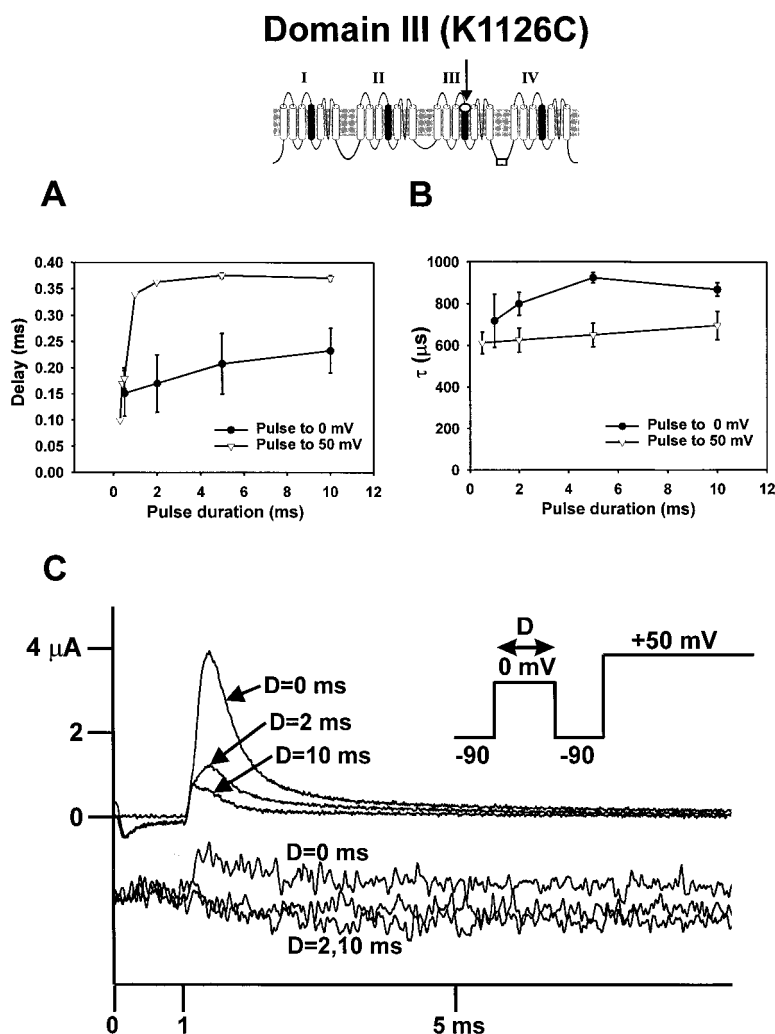 Domain III (K1126C)
I II III IV
A
B
0.40
0.35
0.30
0.25
0.20
0.15
0.10
0.05
0.00
Delay (ms)
Pulse to 0 mV
Pulse to 50 mV
0 2 4 6 8 10 12
Pulse duration (ms)
1000
800
600
400
200
0
τ (μs)
Pulse to 0 mV
Pulse to 50 mV
0 2 4 6 8 10 12
Pulse duration (ms)
C
4 μA
2
0
D=0 ms
D=2 ms
D=10 ms
D
0 mV
+50 mV
-90
-90
D=0 ms
D=2,10 ms
0 1 5 ms